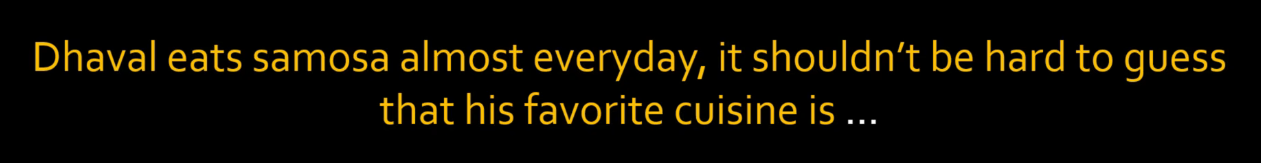 Dhaval eats samosa almost everyday, it shouldn’t be hard to guess
that his favorite cuisine is ...